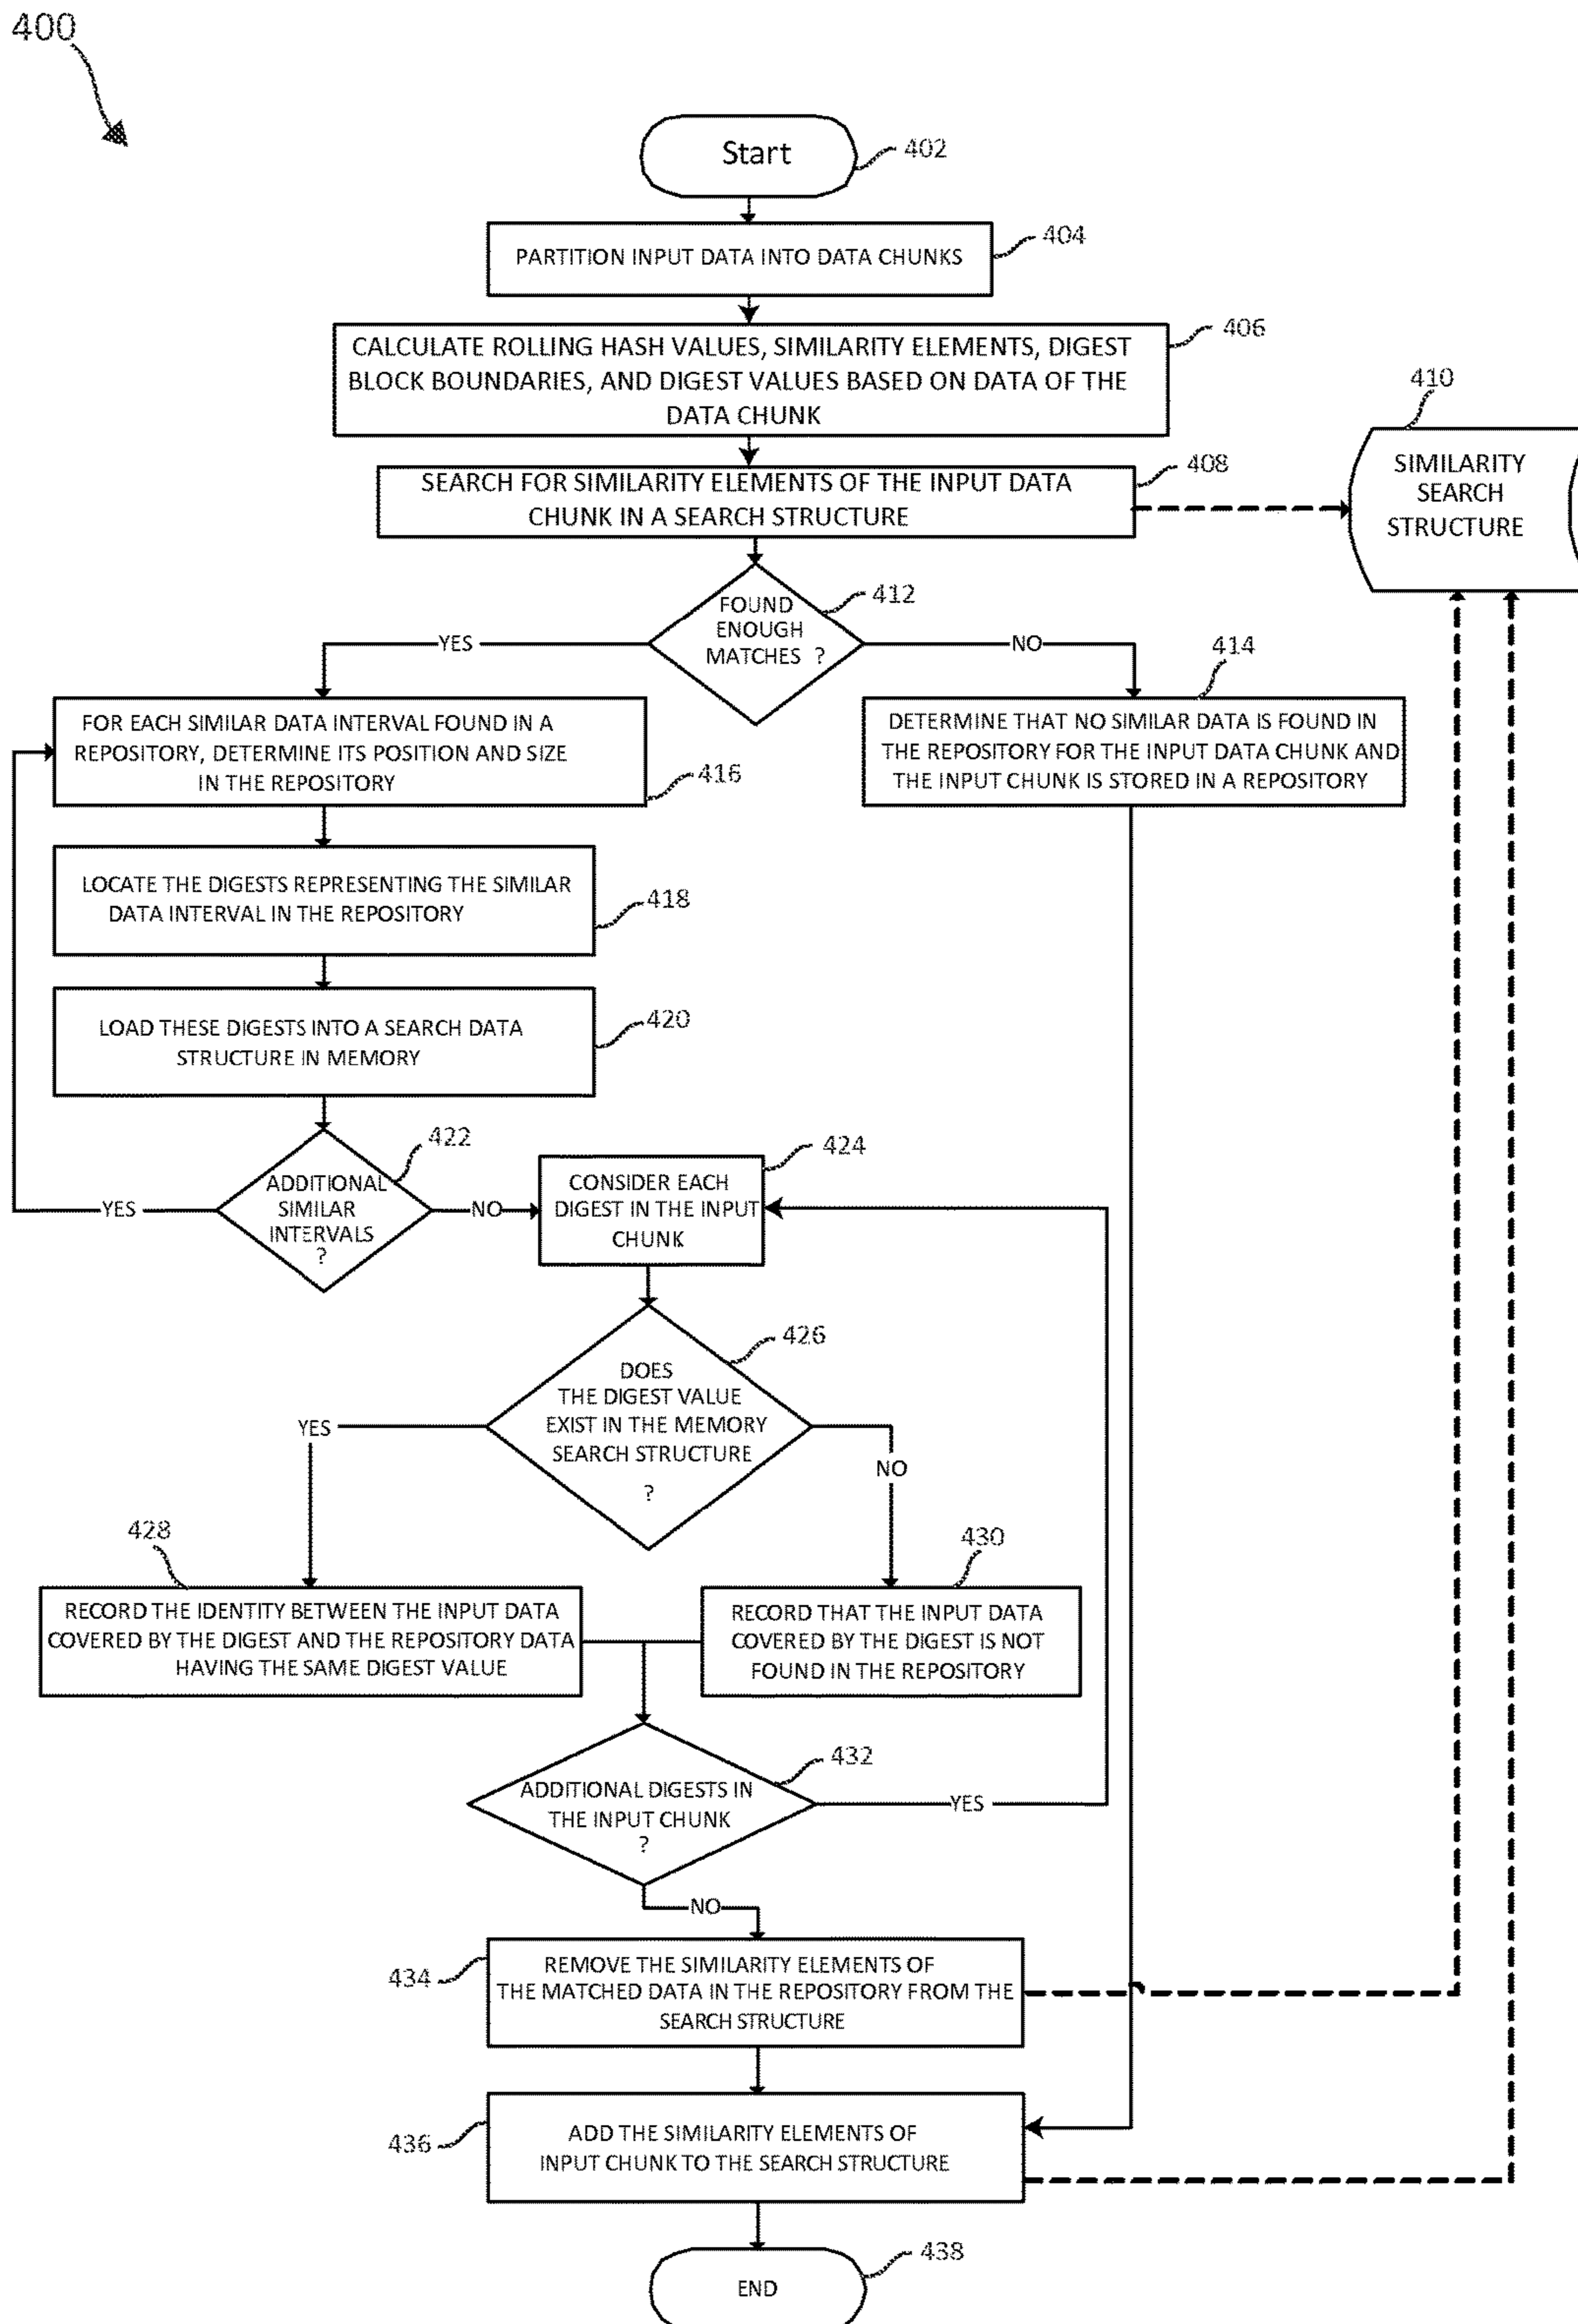 400
Start
402
PARTITION INPUT DATA INTO DATA CHUNKS
404
CALCULATE ROLLING HASH VALUES, SIMILARITY ELEMENTS, DIGEST
BLOCK BOUNDARIES, AND DIGEST VALUES BASED ON DATA OF THE
DATA CHUNK
406
SEARCH FOR SIMILARITY ELEMENTS OF THE INPUT DATA
CHUNK IN A SEARCH STRUCTURE
408
410
SIMILARITY
SEARCH
STRUCTURE
FOUND
ENOUGH
MATCHES ?
412
YES
NO
414
FOR EACH SIMILAR DATA INTERVAL FOUND IN A
REPOSITORY, DETERMINE ITS POSITION AND SIZE
IN THE REPOSITORY
416
DETERMINE THAT NO SIMILAR DATA IS FOUND IN
THE REPOSITORY FOR THE INPUT DATA CHUNK AND
THE INPUT CHUNK IS STORED IN A REPOSITORY
LOCATE THE DIGESTS REPRESENTING THE SIMILAR
DATA INTERVAL IN THE REPOSITORY
418
LOAD THESE DIGESTS INTO A SEARCH DATA
STRUCTURE IN MEMORY
420
ADDITIONAL
SIMILAR
INTERVALS
?
422
YES
NO
CONSIDER EACH
DIGEST IN THE INPUT
CHUNK
424
DOES
THE DIGEST VALUE
EXIST IN THE MEMORY
SEARCH STRUCTURE
?
426
YES
NO
428
RECORD THE IDENTITY BETWEEN THE INPUT DATA
COVERED BY THE DIGEST AND THE REPOSITORY DATA
HAVING THE SAME DIGEST VALUE
430
RECORD THAT THE INPUT DATA
COVERED BY THE DIGEST IS NOT
FOUND IN THE REPOSITORY
ADDITIONAL DIGESTS IN
THE INPUT CHUNK
?
432
YES
NO
434
REMOVE THE SIMILARITY ELEMENTS OF
THE MATCHED DATA IN THE REPOSITORY FROM THE
SEARCH STRUCTURE
436
ADD THE SIMILARITY ELEMENTS OF
INPUT CHUNK TO THE SEARCH STRUCTURE
END
438